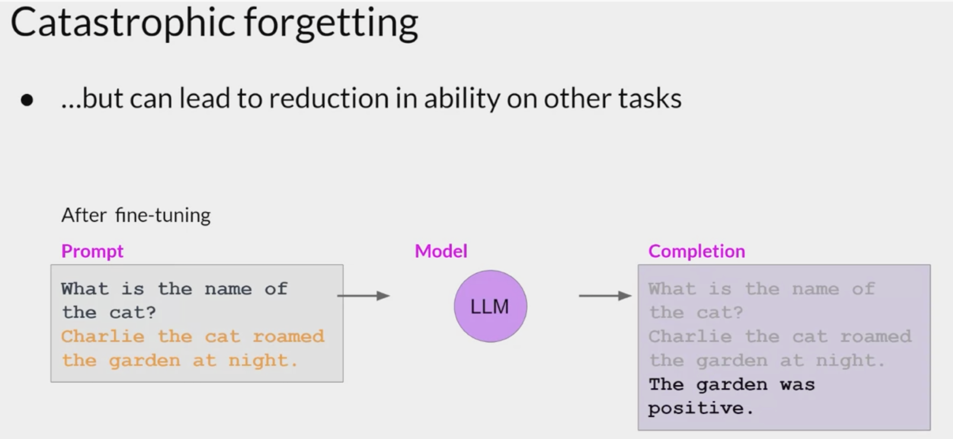 Catastrophic forgetting
● ...but can lead to reduction in ability on other tasks
After fine-tuning
Prompt
What is the name of
the cat?
Charlie the cat roamed
the garden at night.
Model
LLM
Completion
What is the name of
the cat?
Charlie the cat roamed
the garden at night.
The garden was
positive.